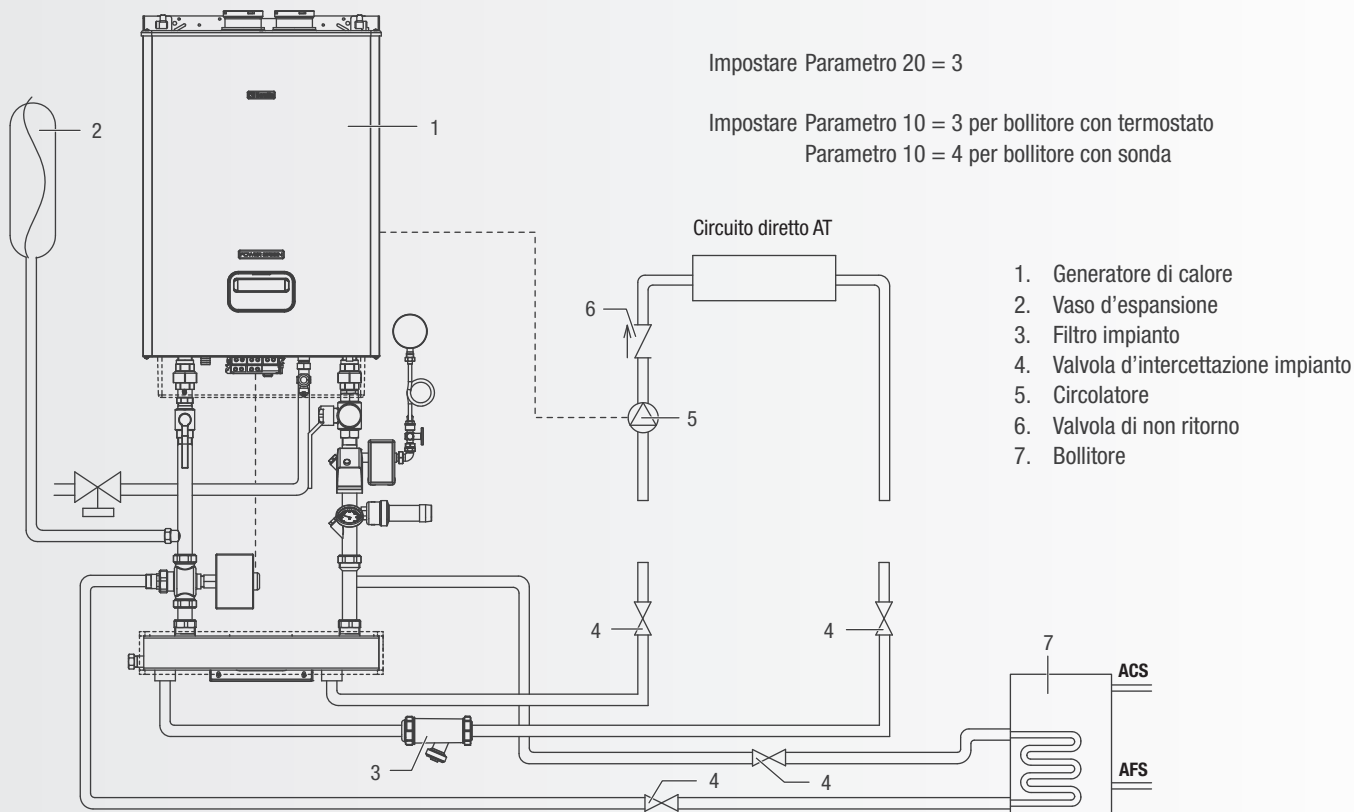 Impostare Parametro 20 = 3
Impostare Parametro 10 = 3 per bollitore con termostato
Parametro 10 = 4 per bollitore con sonda
Circuito diretto AT
1. Generatore di calore
2. Vaso d'espansione
3. Filtro impianto
4. Valvola d'intercettazione impianto
5. Circolatore
6. Valvola di non ritorno
7. Bollitore
2
1
6
5
4
4
7
ACS
AFS
3
4
4